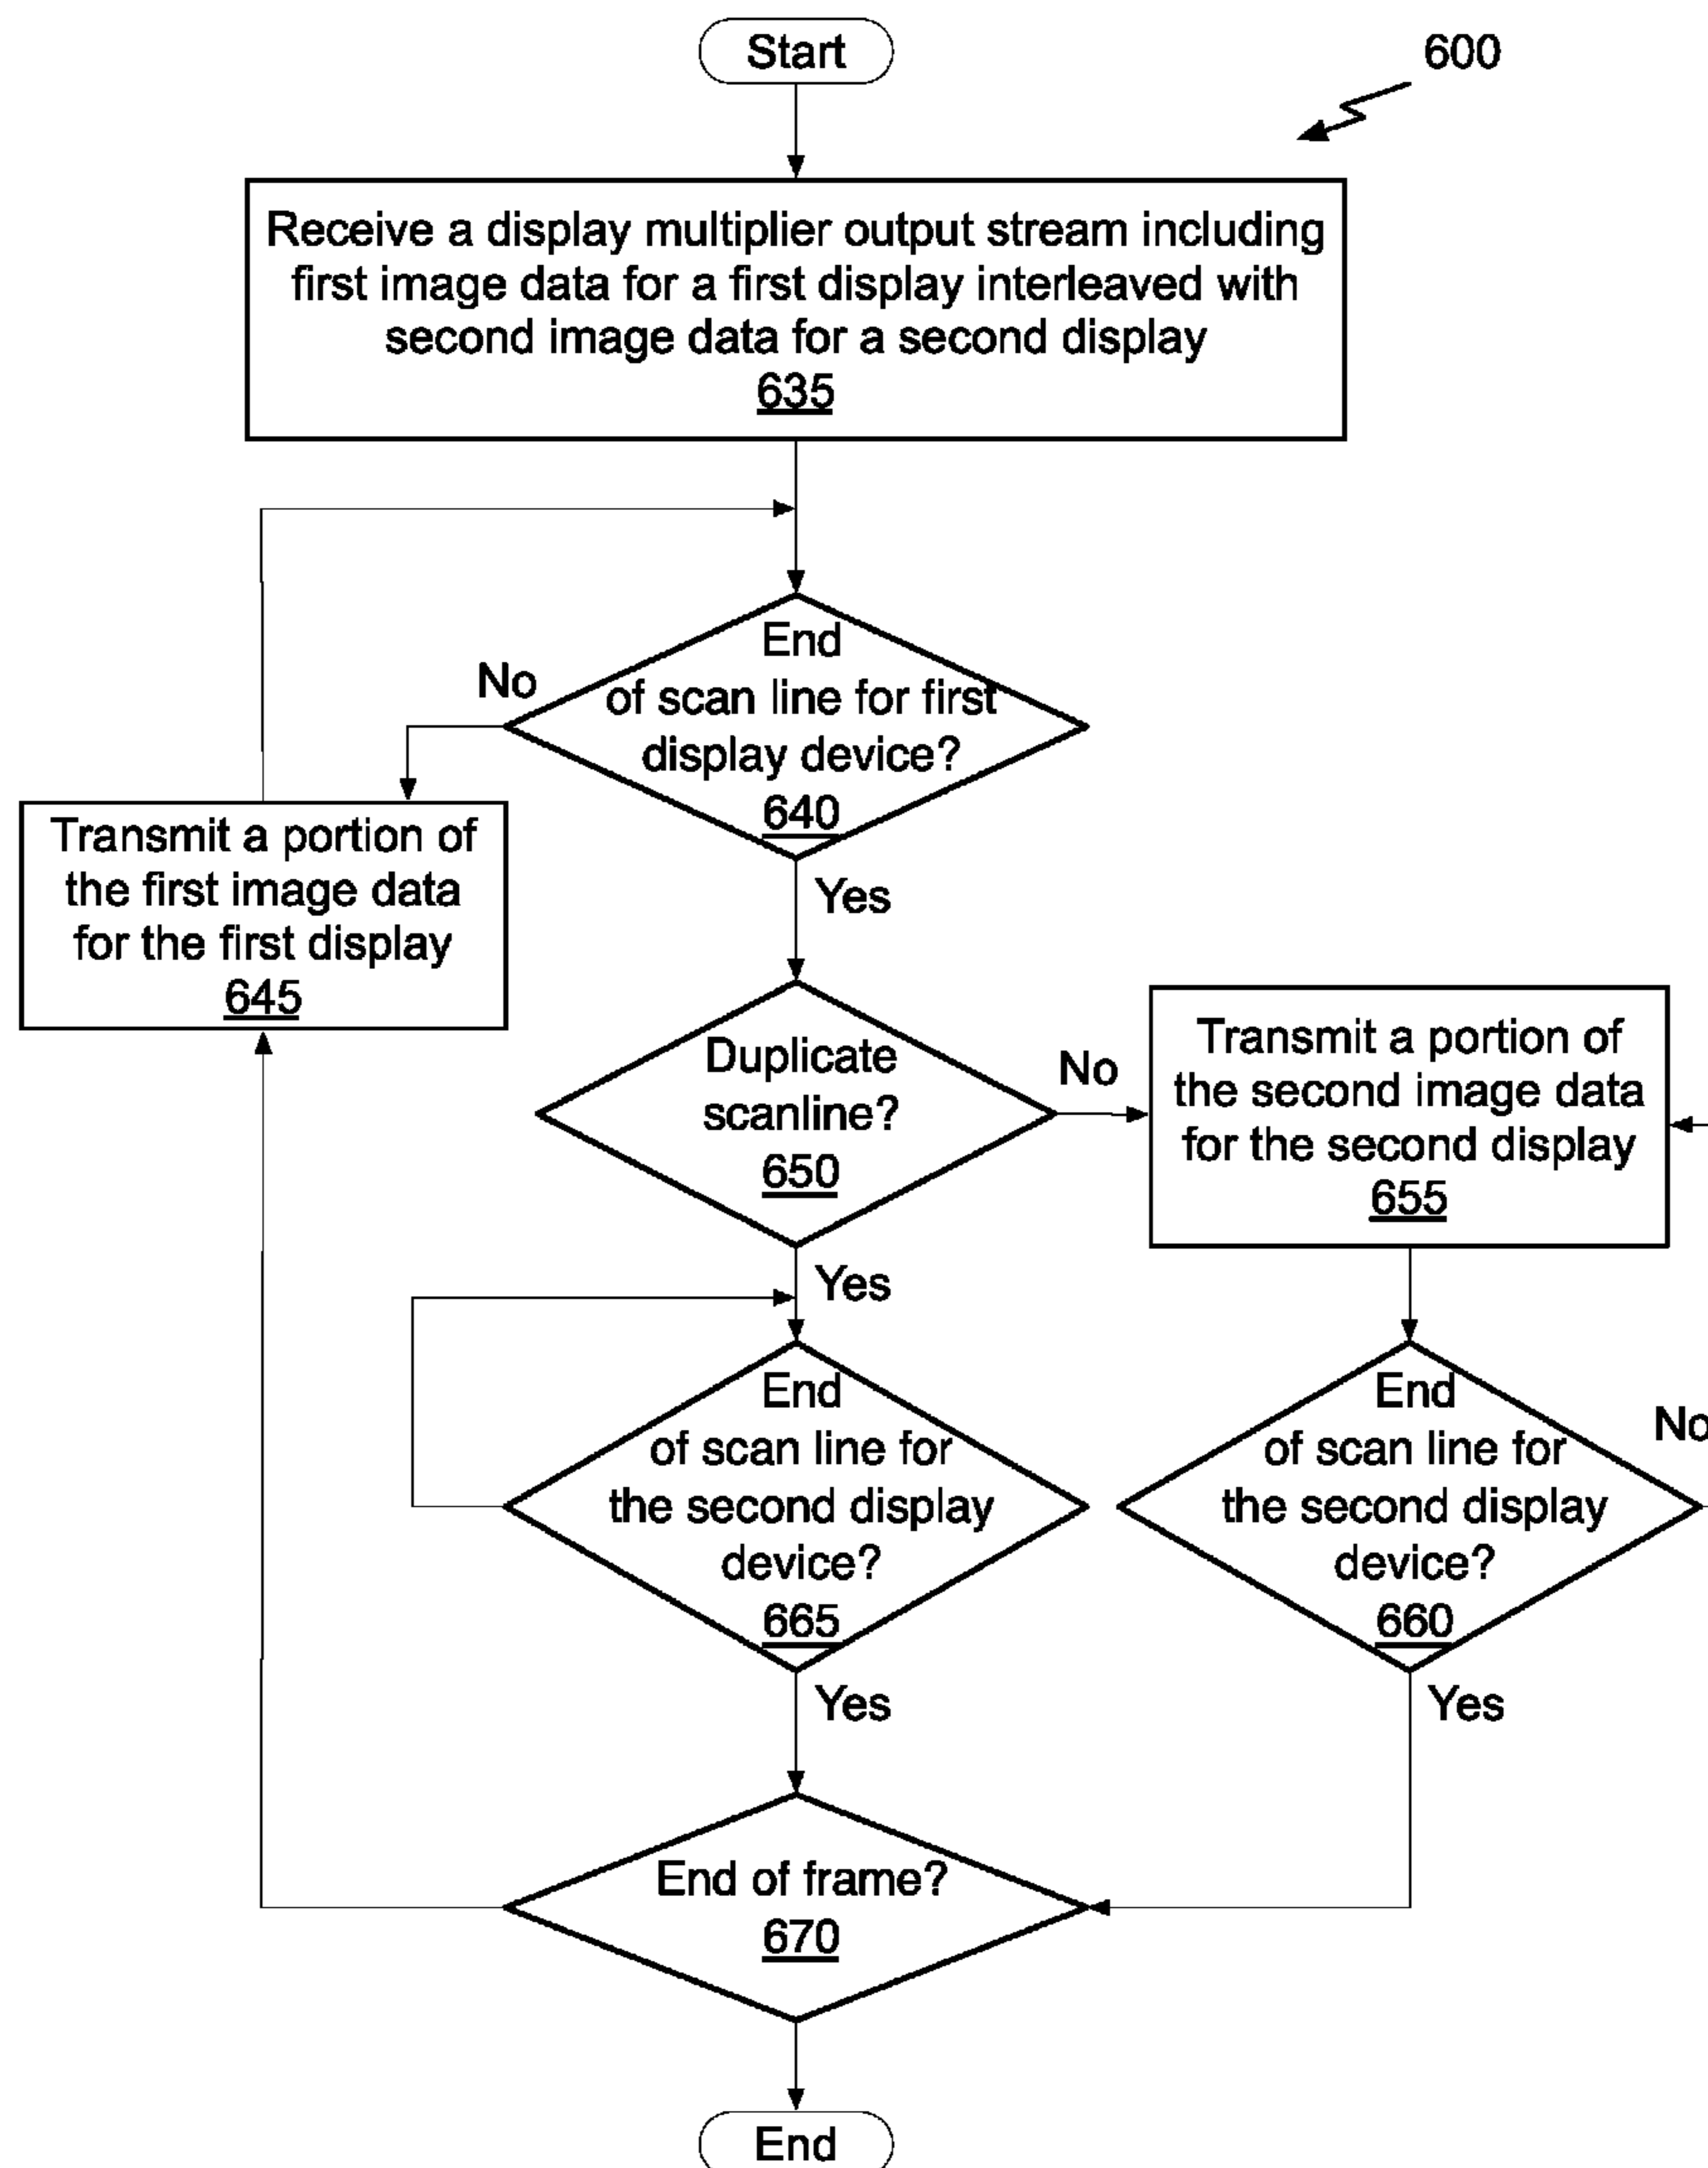 Start
600
Receive a display multiplier output stream including
first image data for a first display interleaved with
second image data for a second display
635
End
of scan line for first
display device?
640
No
Yes
Transmit a portion of
the first image data
for the first display
645
Duplicate
scanline?
650
No
Yes
Transmit a portion of
the second image data
for the second display
655
End
of scan line for
the second display
device?
665
Yes
End
of scan line for
the second display
device?
660
No
Yes
End of frame?
670
End